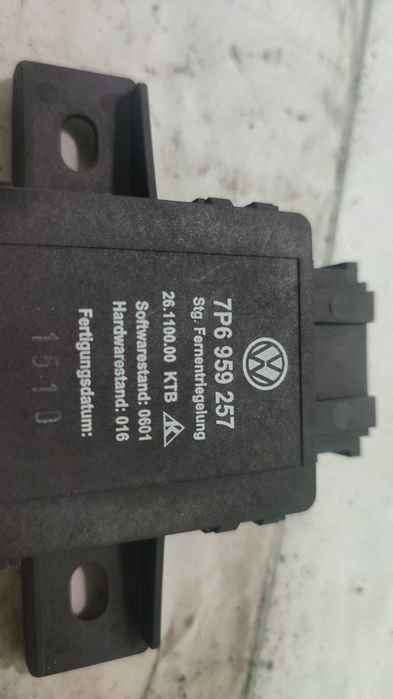 7P6 959 257
Stg. Fernentriegelung
26.1100.00 KTB
Softwarestand: 0601
Hardwarestand: 016
Fertigungsdatum:
1510